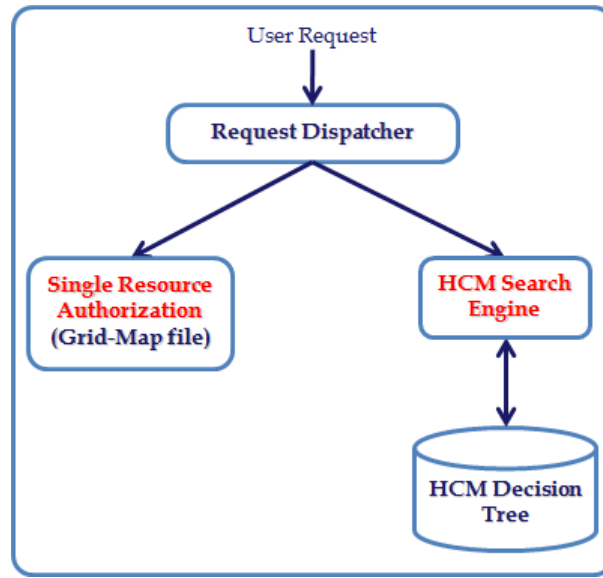 User Request
Request Dispatcher
Single Resource
Authorization
(Grid-Map file)
HCM Search
Engine
HCM Decision
Tree